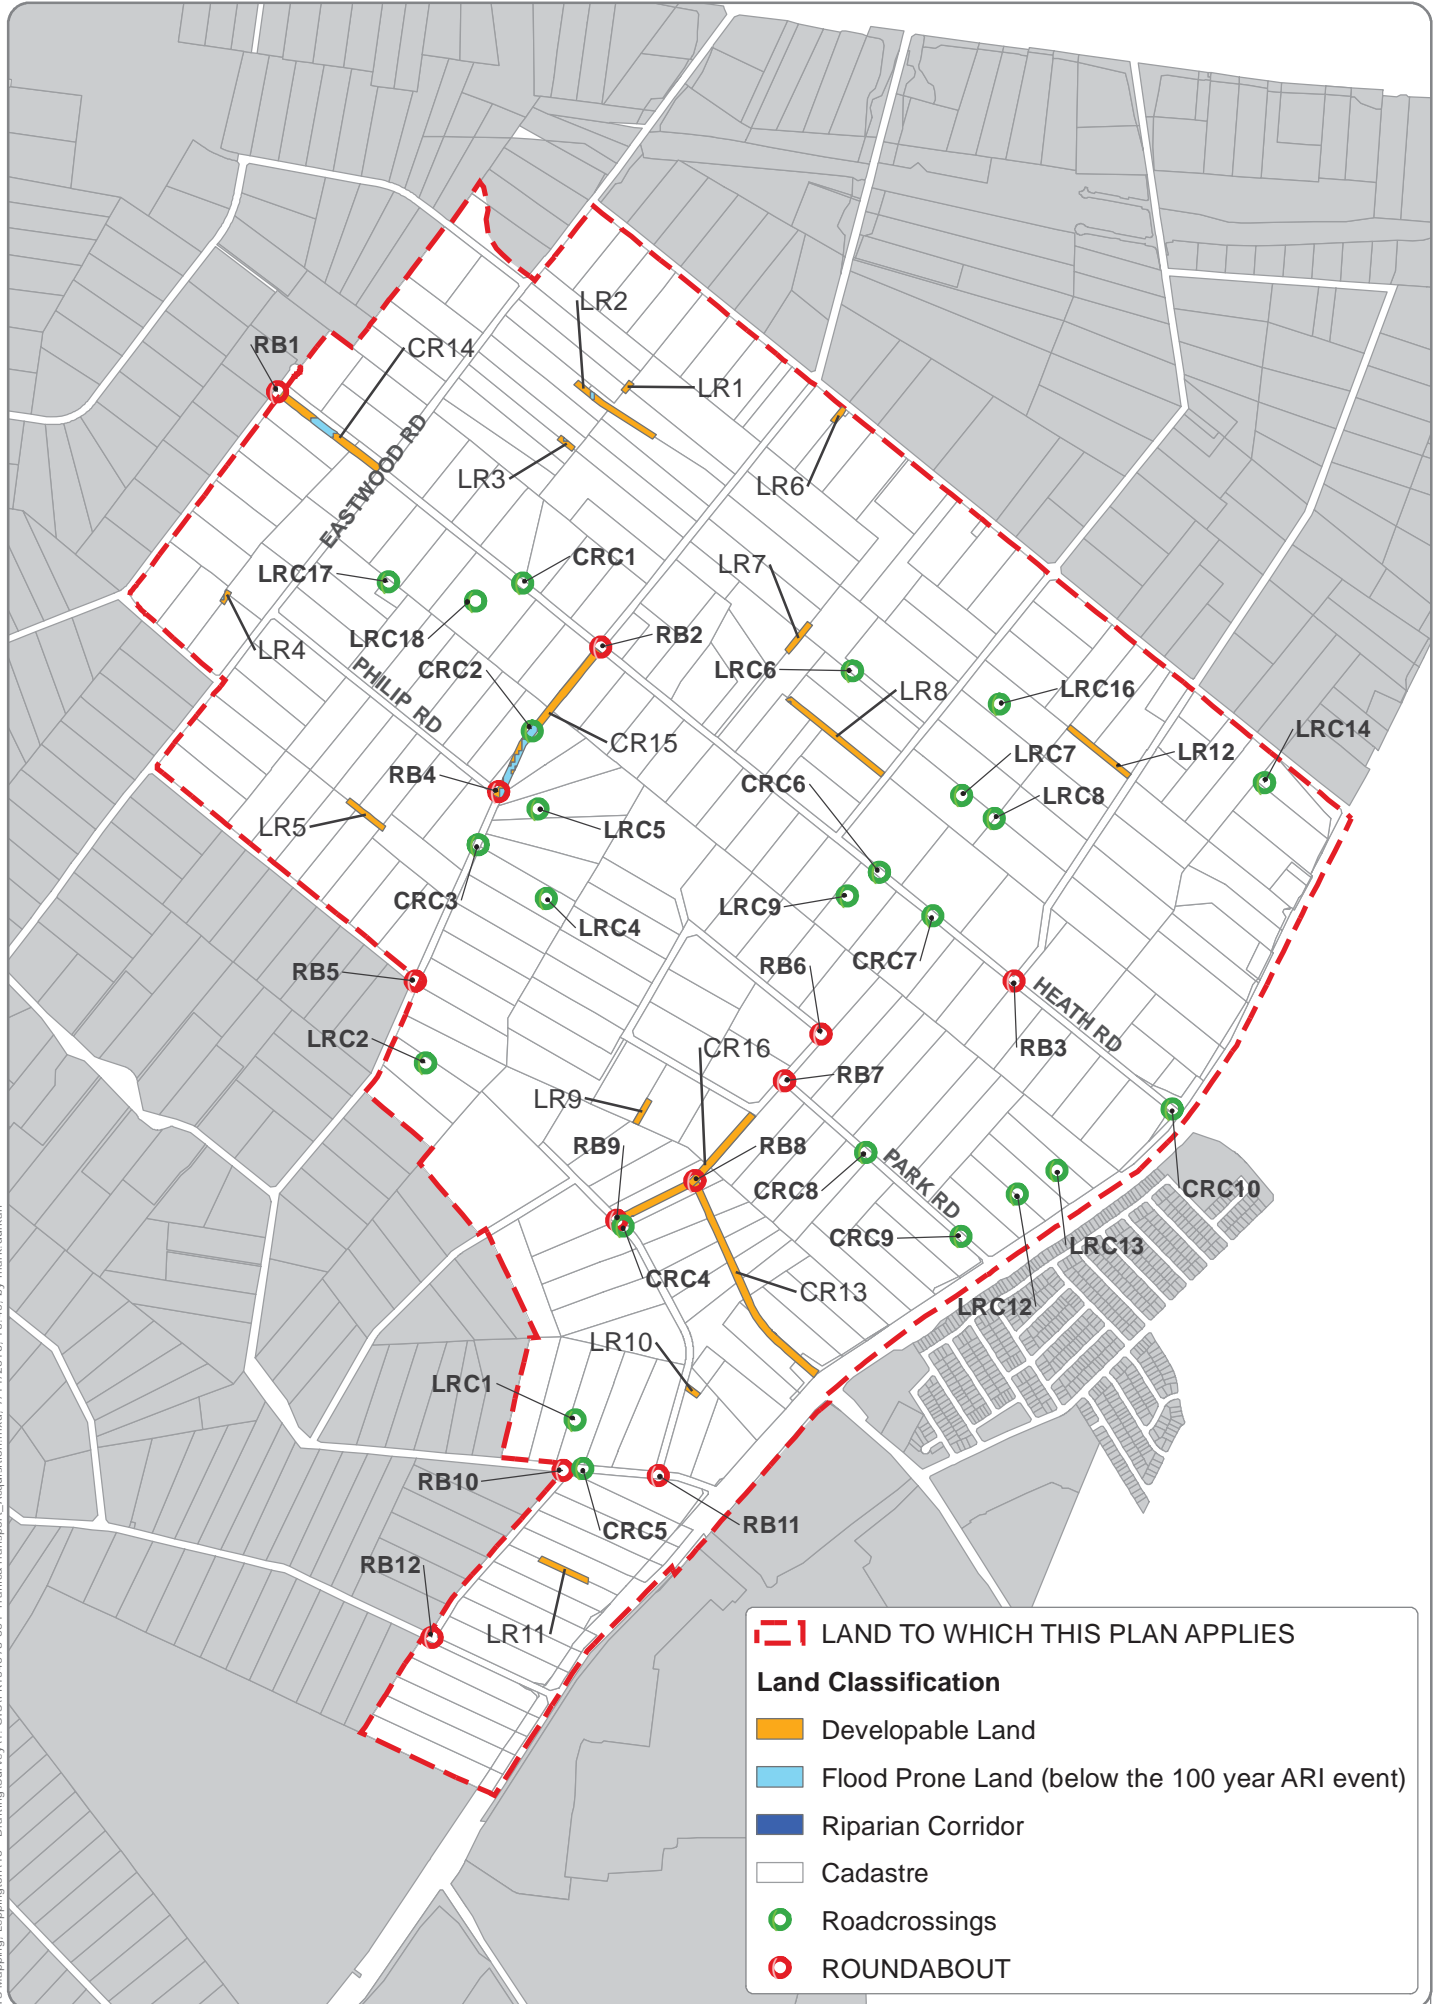 LR2
RB1
CR14
LR1
EASTWOOD RD
LR3
LR6
CRC1
LR7
LRC17
LRC18
RB2
LR4
CRC2
LRC6
PHILIP RD
LR8
LRC16
LRC14
CR15
LRC7
LR12
RB4
CRC6
LRC8
LR5
LRC5
CRC3
LRC9
LRC4
CRC7
RB6
RB5
HEATH RD
LRC2
CR16
RB3
RB7
LR9
RB9
RB8
PARK RD
CRC8
CRC10
CRC9
LRC13
CRC4
CR13
LRC12
LR10
LRC1
RB10
CRC5
RB11
RB12
LR11
LAND TO WHICH THIS PLAN APPLIES
Land Classification
Developable Land
Flood Prone Land (below the 100 year ARI event)
Riparian Corridor
Cadastre
Roadcrossings
ROUNDABOUT